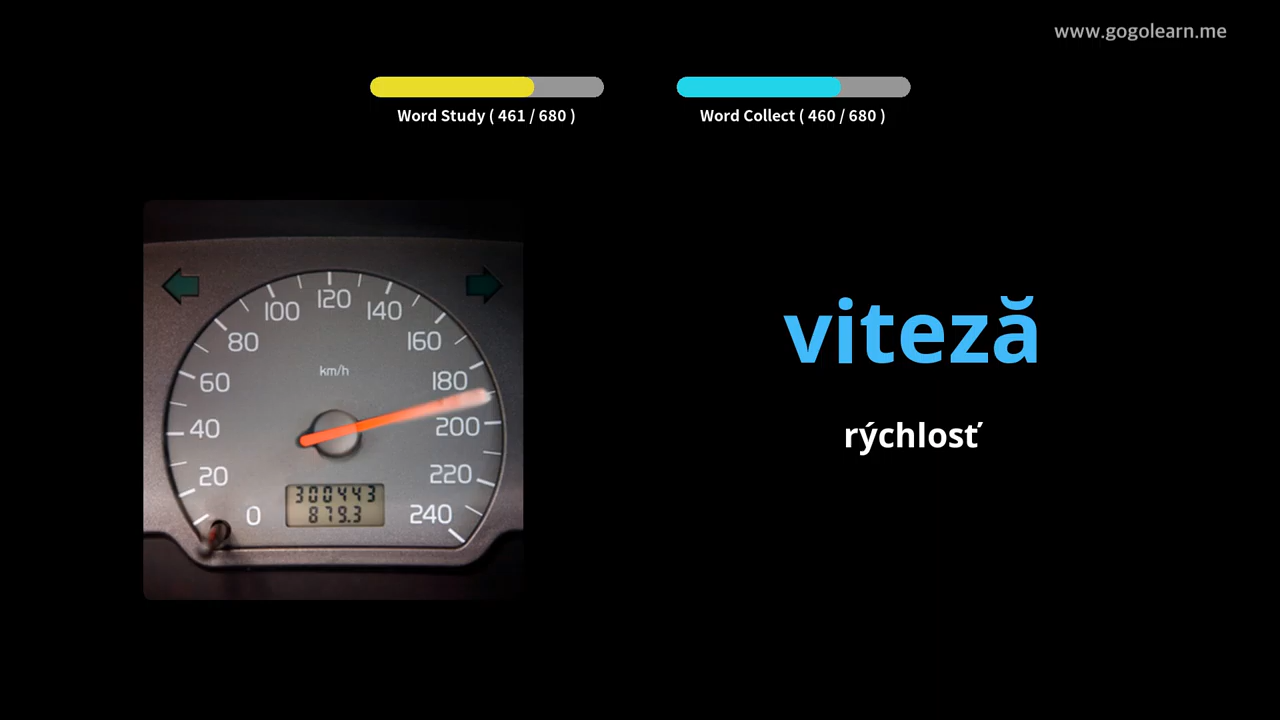 www.gogolearn.me
Word Study ( 461 / 680 )
Word Collect ( 460 / 680 )
120
100
140
80
160
km/h
60
180
40
200
20
220
300443
0
240
879.3
viteză
rýchlosť